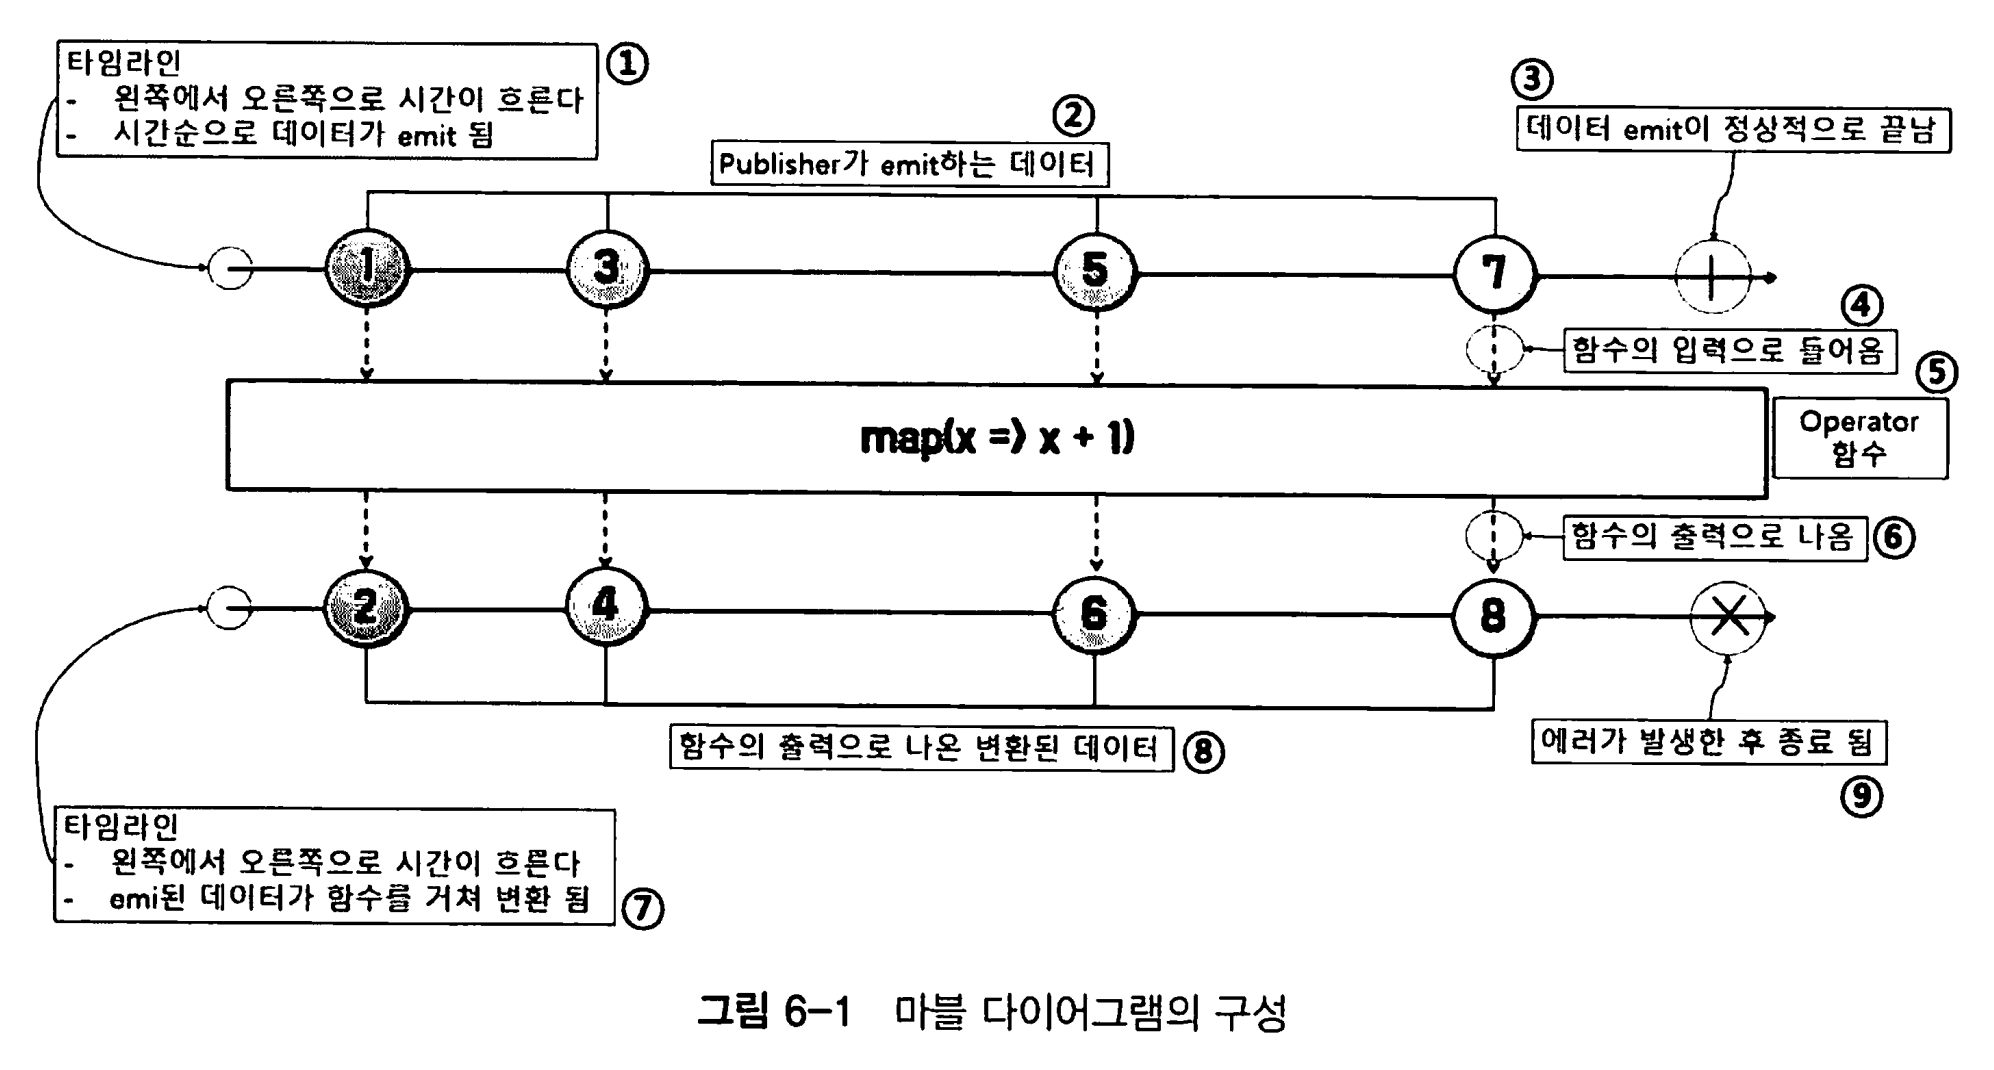 타임라인
- 왼쪽에서 오른쪽으로 시간이 흐른다
- 시간순으로 데이터가 emit 됨
①
②
Publisher가 emit하는 데이터
③
데이터 emit이 정상적으로 끝남
1 3 5 7
④
함수의 입력으로 들어옴
⑤
map(x => x + 1)
Operator
함수
함수의 출력으로 나옴 ⑥
2 4 6 8
함수의 출력으로 나온 변환된 데이터 ⑧
에러가 발생한 후 종료 됨
⑨
타임라인
- 왼쪽에서 오른쪽으로 시간이 흐른다
- emi된 데이터가 함수를 거쳐 변환 됨
⑦
그림 6-1 마블 다이어그램의 구성